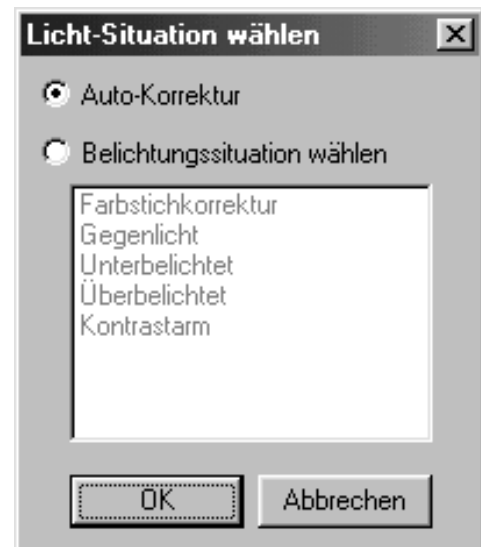 Licht-Situation wählen
Auto-Korrektur
Belichtungssituation wählen
Farbstichkorrektur
Gegenlicht
Unterbelichtet
Überbelichtet
Kontrastarm
OK Abbrechen